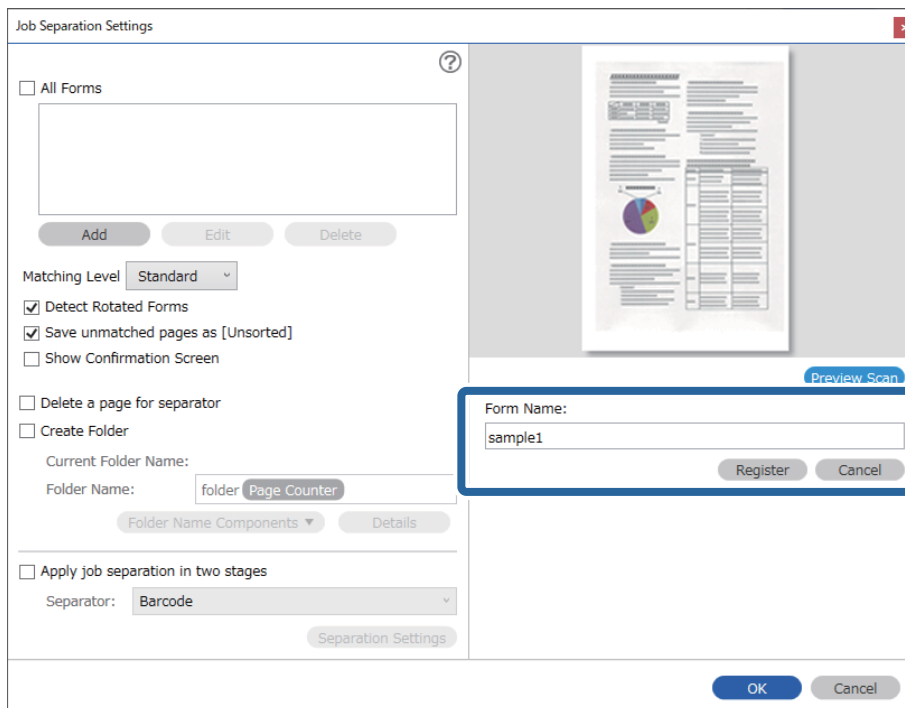 Job Separation Settings
×
?
All Forms
Add Edit Delete
Matching Level Standard
Detect Rotated Forms
Save unmatched pages as [Unsorted]
Show Confirmation Screen
Delete a page for separator
Create Folder
Current Folder Name:
Folder Name: folder Page Counter
Folder Name Components ▼ Details
Apply job separation in two stages
Separator: Barcode
Separation Settings
Preview Scan
Form Name:
sample1
Register Cancel
OK Cancel